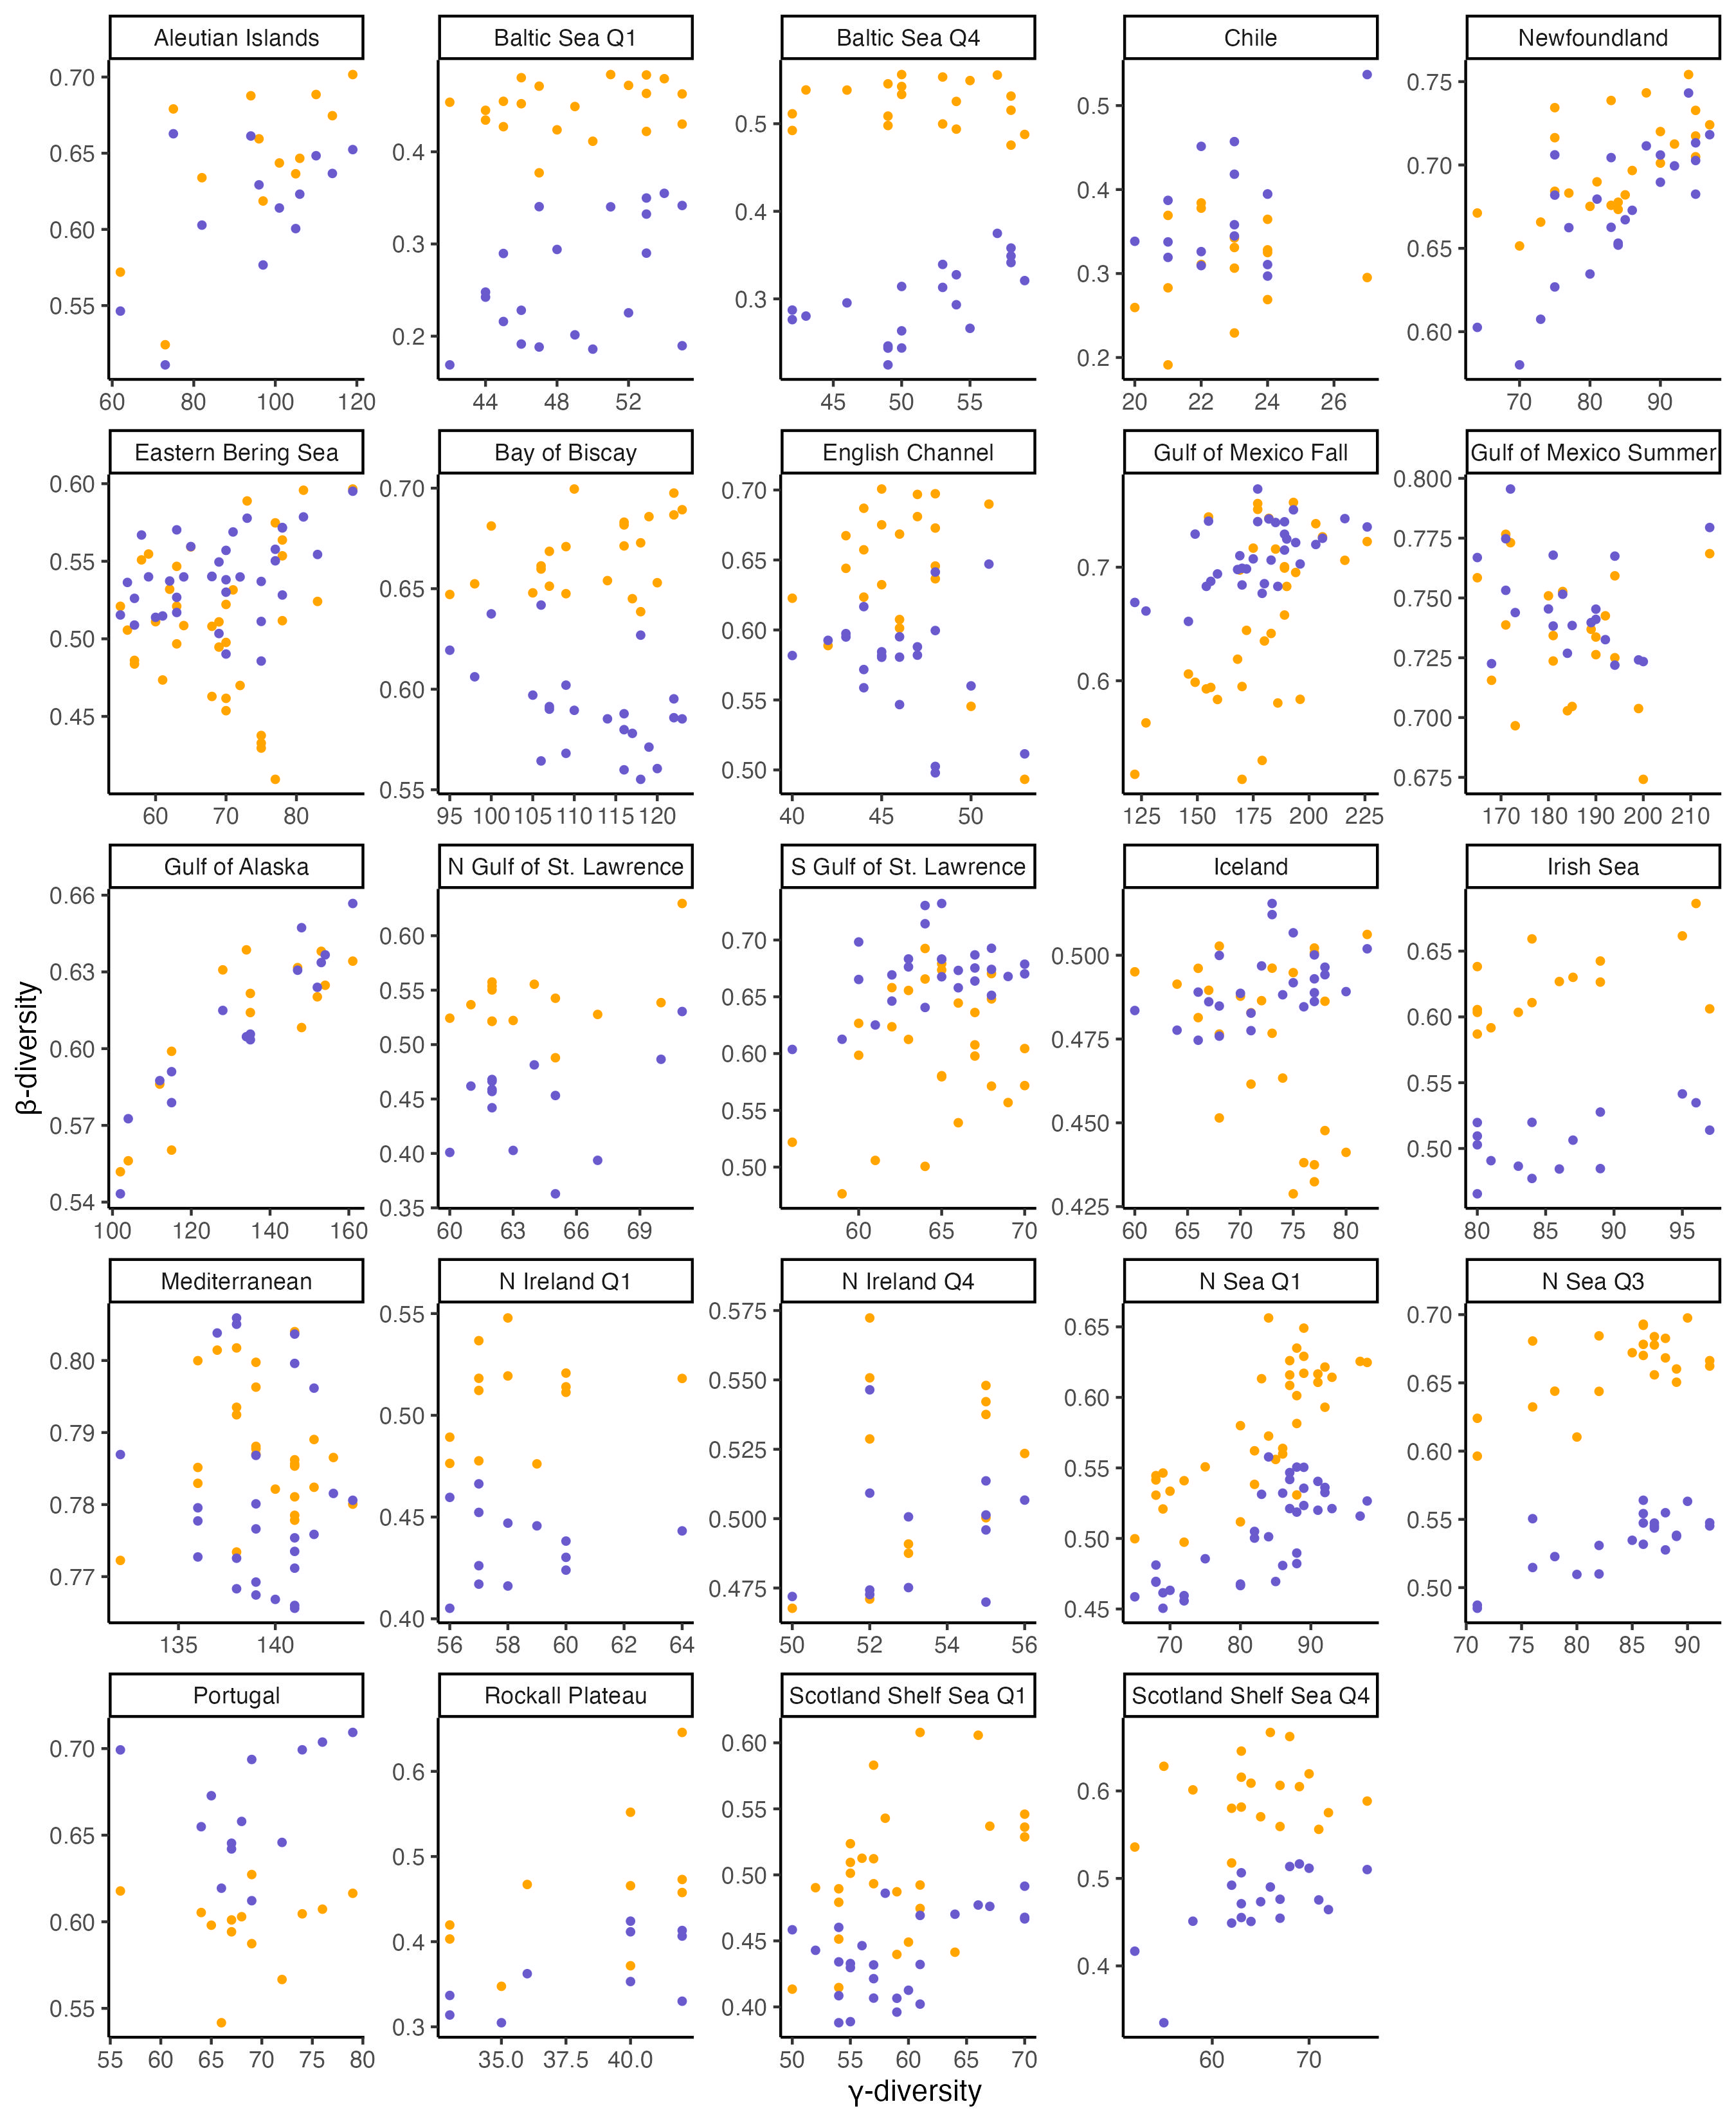 Aleutian Islands
Baltic Sea Q1
Baltic Sea Q4
Chile
Newfoundland
0.70
0.65
0.60
0.55
60 80 100 120
0.4
0.3
0.2
44 48 52
0.5
0.4
0.3
45 50 55
0.5
0.4
0.3
0.2
20 22 24 26
0.75
0.70
0.65
0.60
70 80 90
Eastern Bering Sea
Bay of Biscay
English Channel
Gulf of Mexico Fall
Gulf of Mexico Summer
0.60
0.55
0.50
0.45
60 70 80
0.70
0.65
0.60
0.55
95 100 105 110 115 120
0.70
0.65
0.60
0.55
0.50
40 45 50
0.7
0.6
125 150 175 200 225
0.800
0.775
0.750
0.725
0.700
0.675
170 180 190 200 210
β-diversity
Gulf of Alaska
N Gulf of St. Lawrence
S Gulf of St. Lawrence
Iceland
Irish Sea
0.66
0.63
0.60
0.57
0.54
100 120 140 160
0.60
0.55
0.50
0.45
0.40
0.35
60 63 66 69
0.70
0.65
0.60
0.55
0.50
60 65 70
0.500
0.475
0.450
0.425
60 65 70 75 80
0.65
0.60
0.55
0.50
80 85 90 95
Mediterranean
N Ireland Q1
N Ireland Q4
N Sea Q1
N Sea Q3
0.80
0.79
0.78
0.77
135 140
0.55
0.50
0.45
0.40
56 58 60 62 64
0.575
0.550
0.525
0.500
0.475
50 52 54 56
0.65
0.60
0.55
0.50
0.45
70 80 90
0.70
0.65
0.60
0.55
0.50
70 75 80 85 90
Portugal
Rockall Plateau
Scotland Shelf Sea Q1
Scotland Shelf Sea Q4
0.70
0.65
0.60
0.55
55 60 65 70 75 80
0.6
0.5
0.4
0.3
35.0 37.5 40.0
0.60
0.55
0.50
0.45
0.40
50 55 60 65 70
0.6
0.5
0.4
60 70
γ-diversity